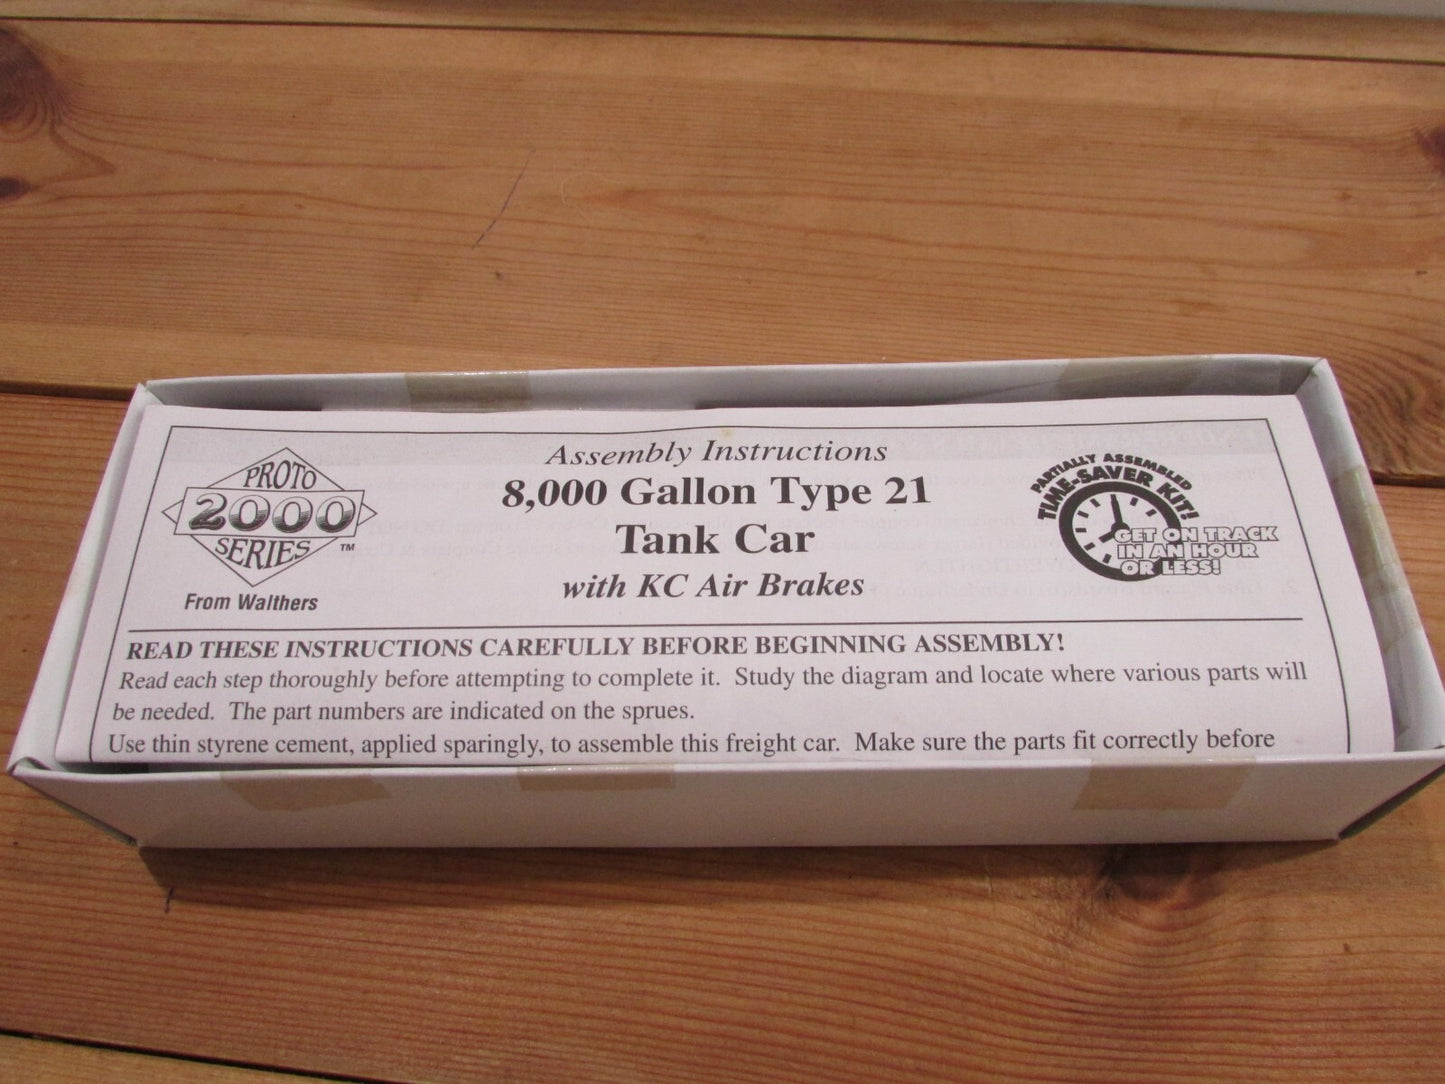 PROTO
2000
SERIES ™
From Walthers
Assembly Instructions
8,000 Gallon Type 21
Tank Car
with KC Air Brakes
PARTIALLY ASSEMBLED
TIME-SAVER KIT!
GET ON TRACK
IN AN HOUR
OR LESS!
READ THESE INSTRUCTIONS CAREFULLY BEFORE BEGINNING ASSEMBLY!
Read each step thoroughly before attempting to complete it. Study the diagram and locate where various parts will
be needed. The part numbers are indicated on the sprues.
Use thin styrene cement, applied sparingly, to assemble this freight car. Make sure the parts fit correctly before